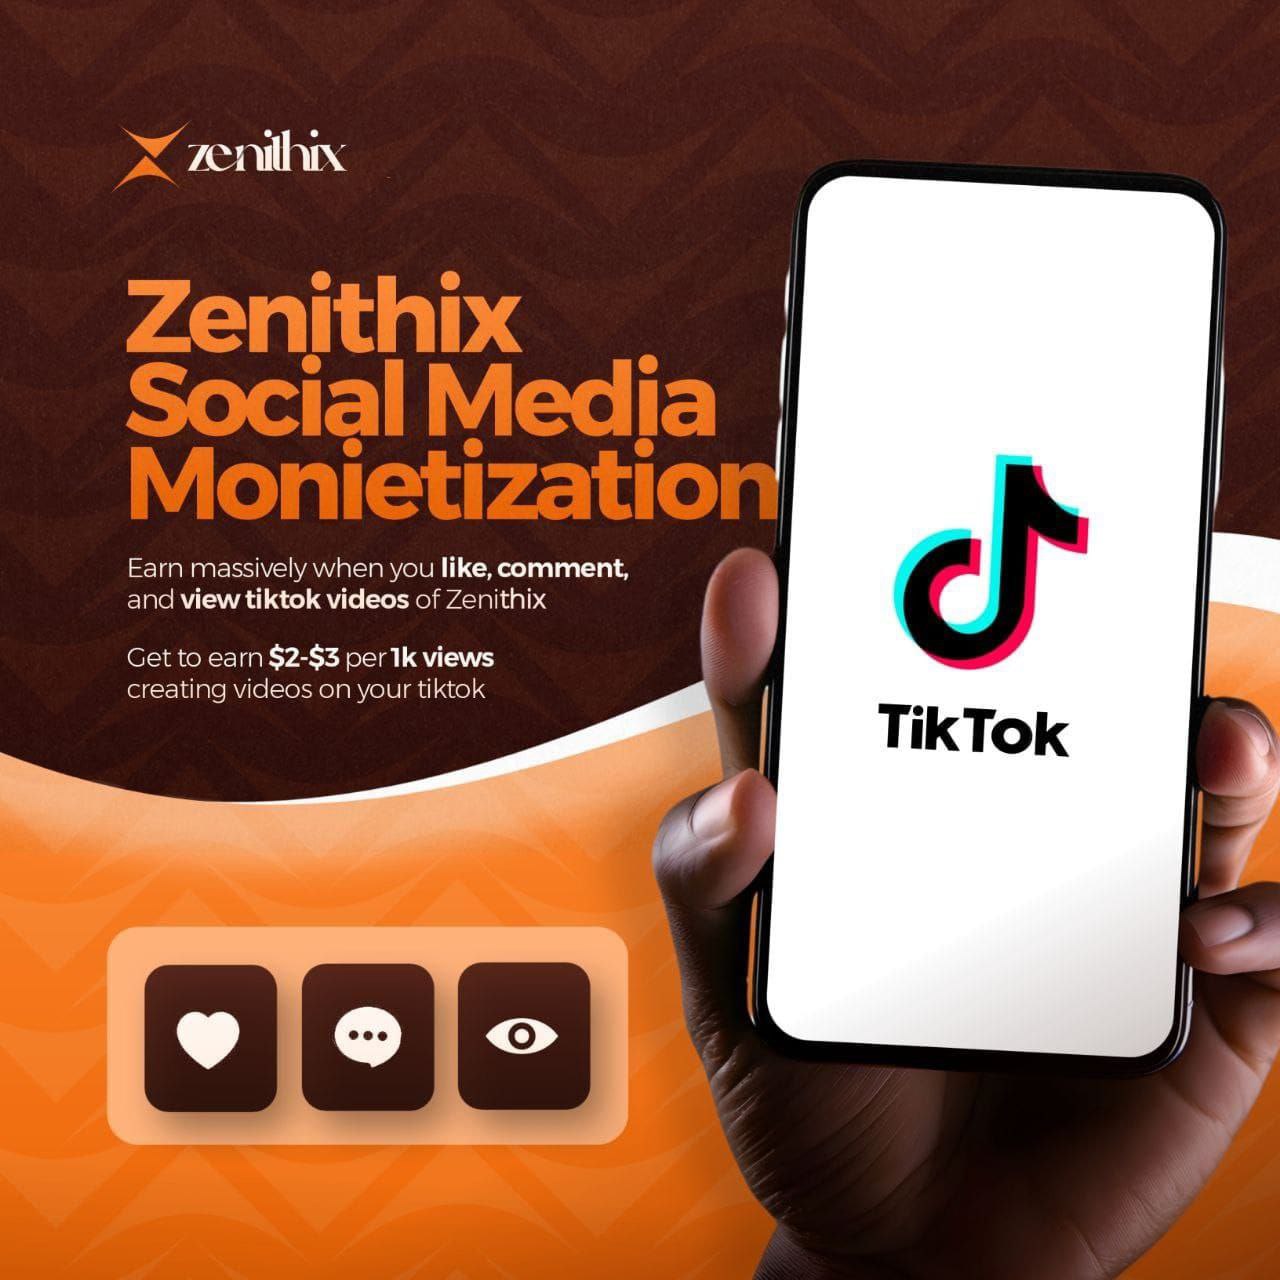 zenithix
Zenithix
Social Media
Monietization
Earn massively when you like, comment,
and view tiktok videos of Zenithix
Get to earn $2-$3 per 1k views
creating videos on your tiktok
TikTok